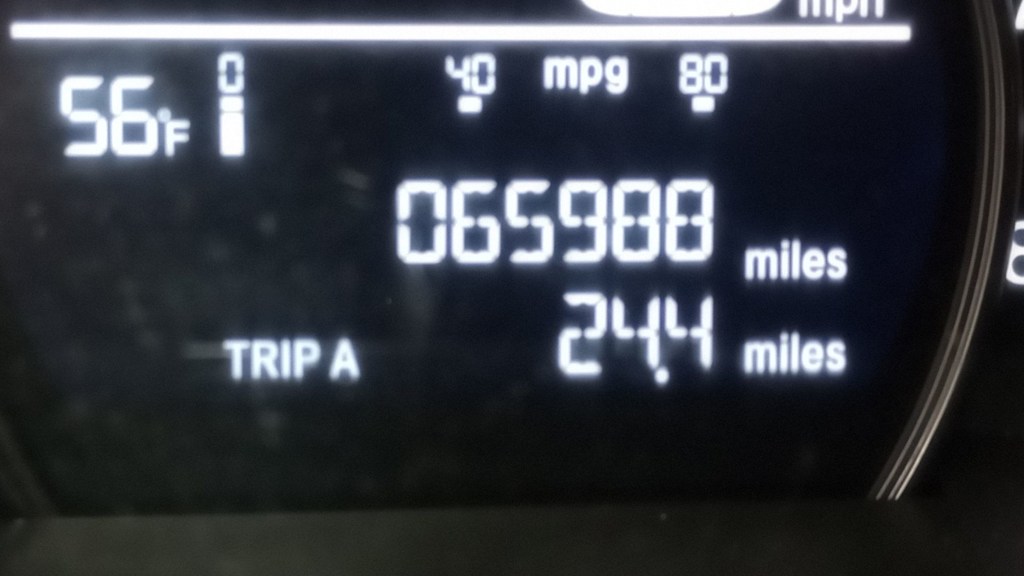 mph
0 40 mpg 80
56°F
065988 miles
TRIP A 24.4 miles